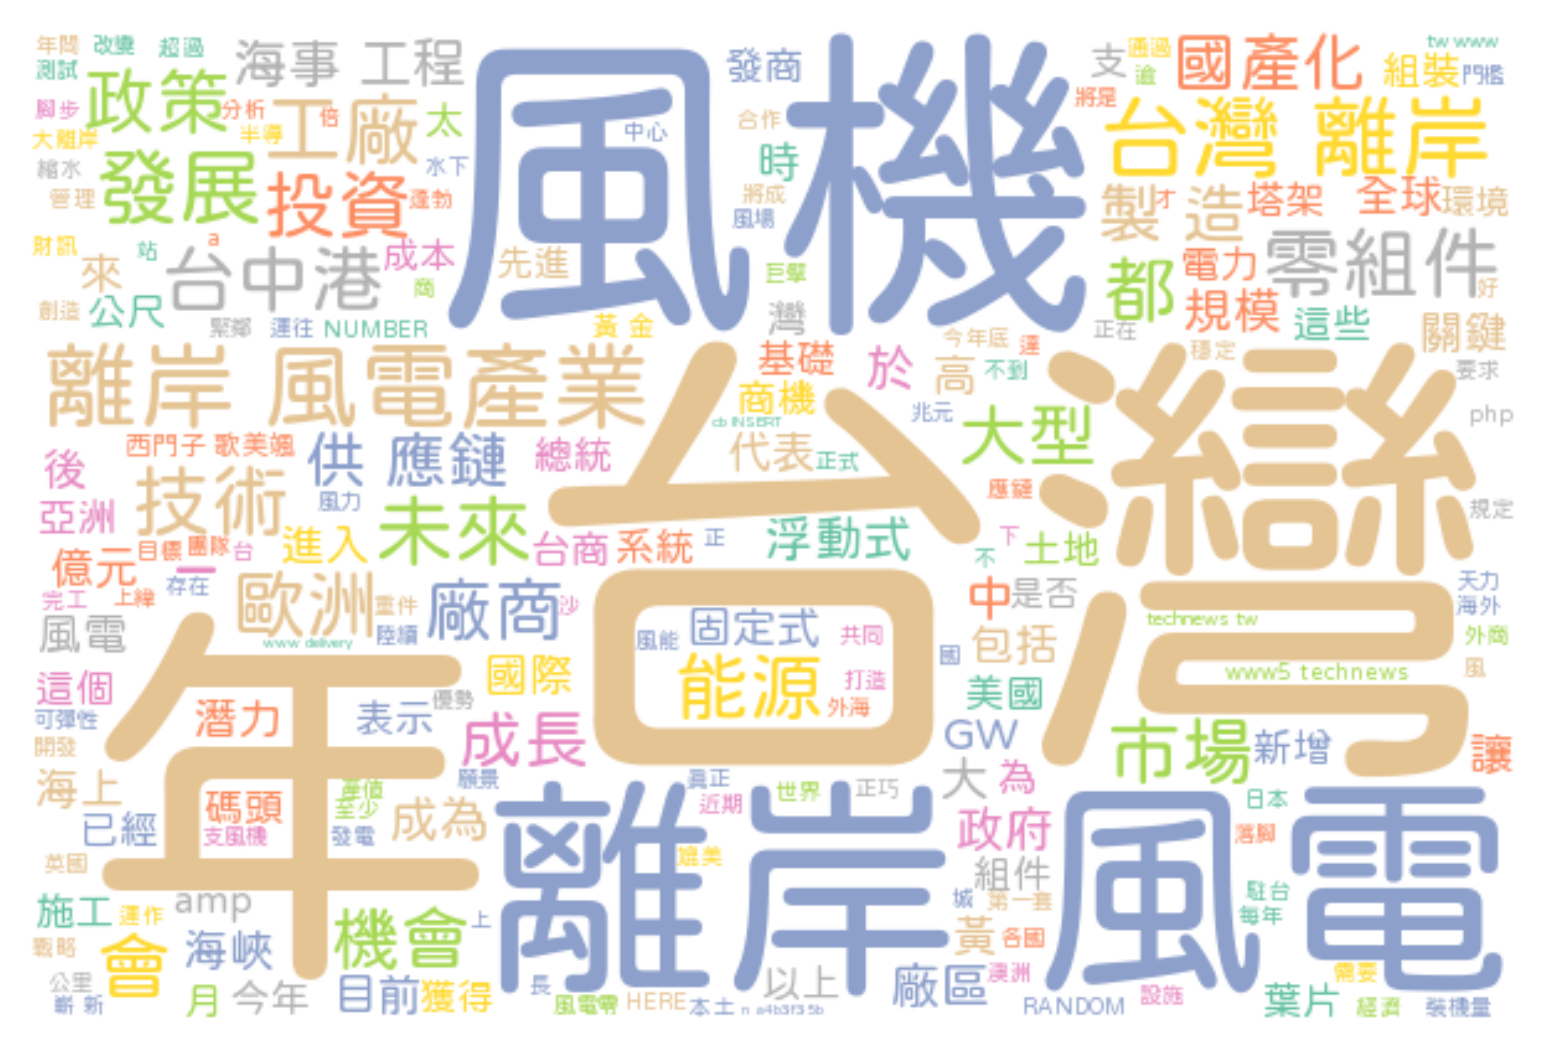 年間 改變 超過 海事 工程
測試 政策
腳步 分析 工廠 倍 太
大離岸 半導
縮水 發展 投資 水下
管理 蓬勃
財訊 站 a 成本
來 台中港 商
創造 公尺
緊鄰 運往 NUMBER
風機
中心 先進 黃 金
發商 合作 時 將成 風場 巨擘 灣
支 通過 逾 將是
國產化 組裝 門檻 tw www
台灣 離岸
製 才 造 塔架 全球 環境
都 電力 零組件 好
規模 這些 關鍵
正在 穩定 要求
今年底 還 不到
離岸 風電產業
基礎 於 高
商機 兆元 php
cb INSERT
西門子 歌美颯 供 應鏈 總統 代表 正式 大型
後 技術 風力 應鏈 規定
亞洲 進入 未來 台商 系統 正 浮動式 不 下 土地
台灣
億元 目標 團隊 台 一
完工 上緯 存在 歐洲 重件 廠商 沙
www delivery 陸續
風電 風能 固定式 共同
能源 打造 外海
中 是否 天力 海外
technews tw 外商
國 包括 風
www5 technews
美國
這個 潛力 表示 優勢 國際
可彈性
開發 成長 GW 市場 新增 讓
年
海上 碼頭 產值 至少 願景 真正 世界 正巧 大 為
已經 支風機 發電 成為 近期 政府 日本 落腳
英國 媲美 組件
離岸 風電
施工 運作 amp 機會 上 城 第一套 駐台 每年
戰略 會 海峽 黃 各國
公里 月 今年 目前 獲得 長 以上 廠區 澳洲 需要
嶄 新 風電零 HERE 本土 n a4b3f3 5b RANDOM 設施 葉片 經濟 裝機量